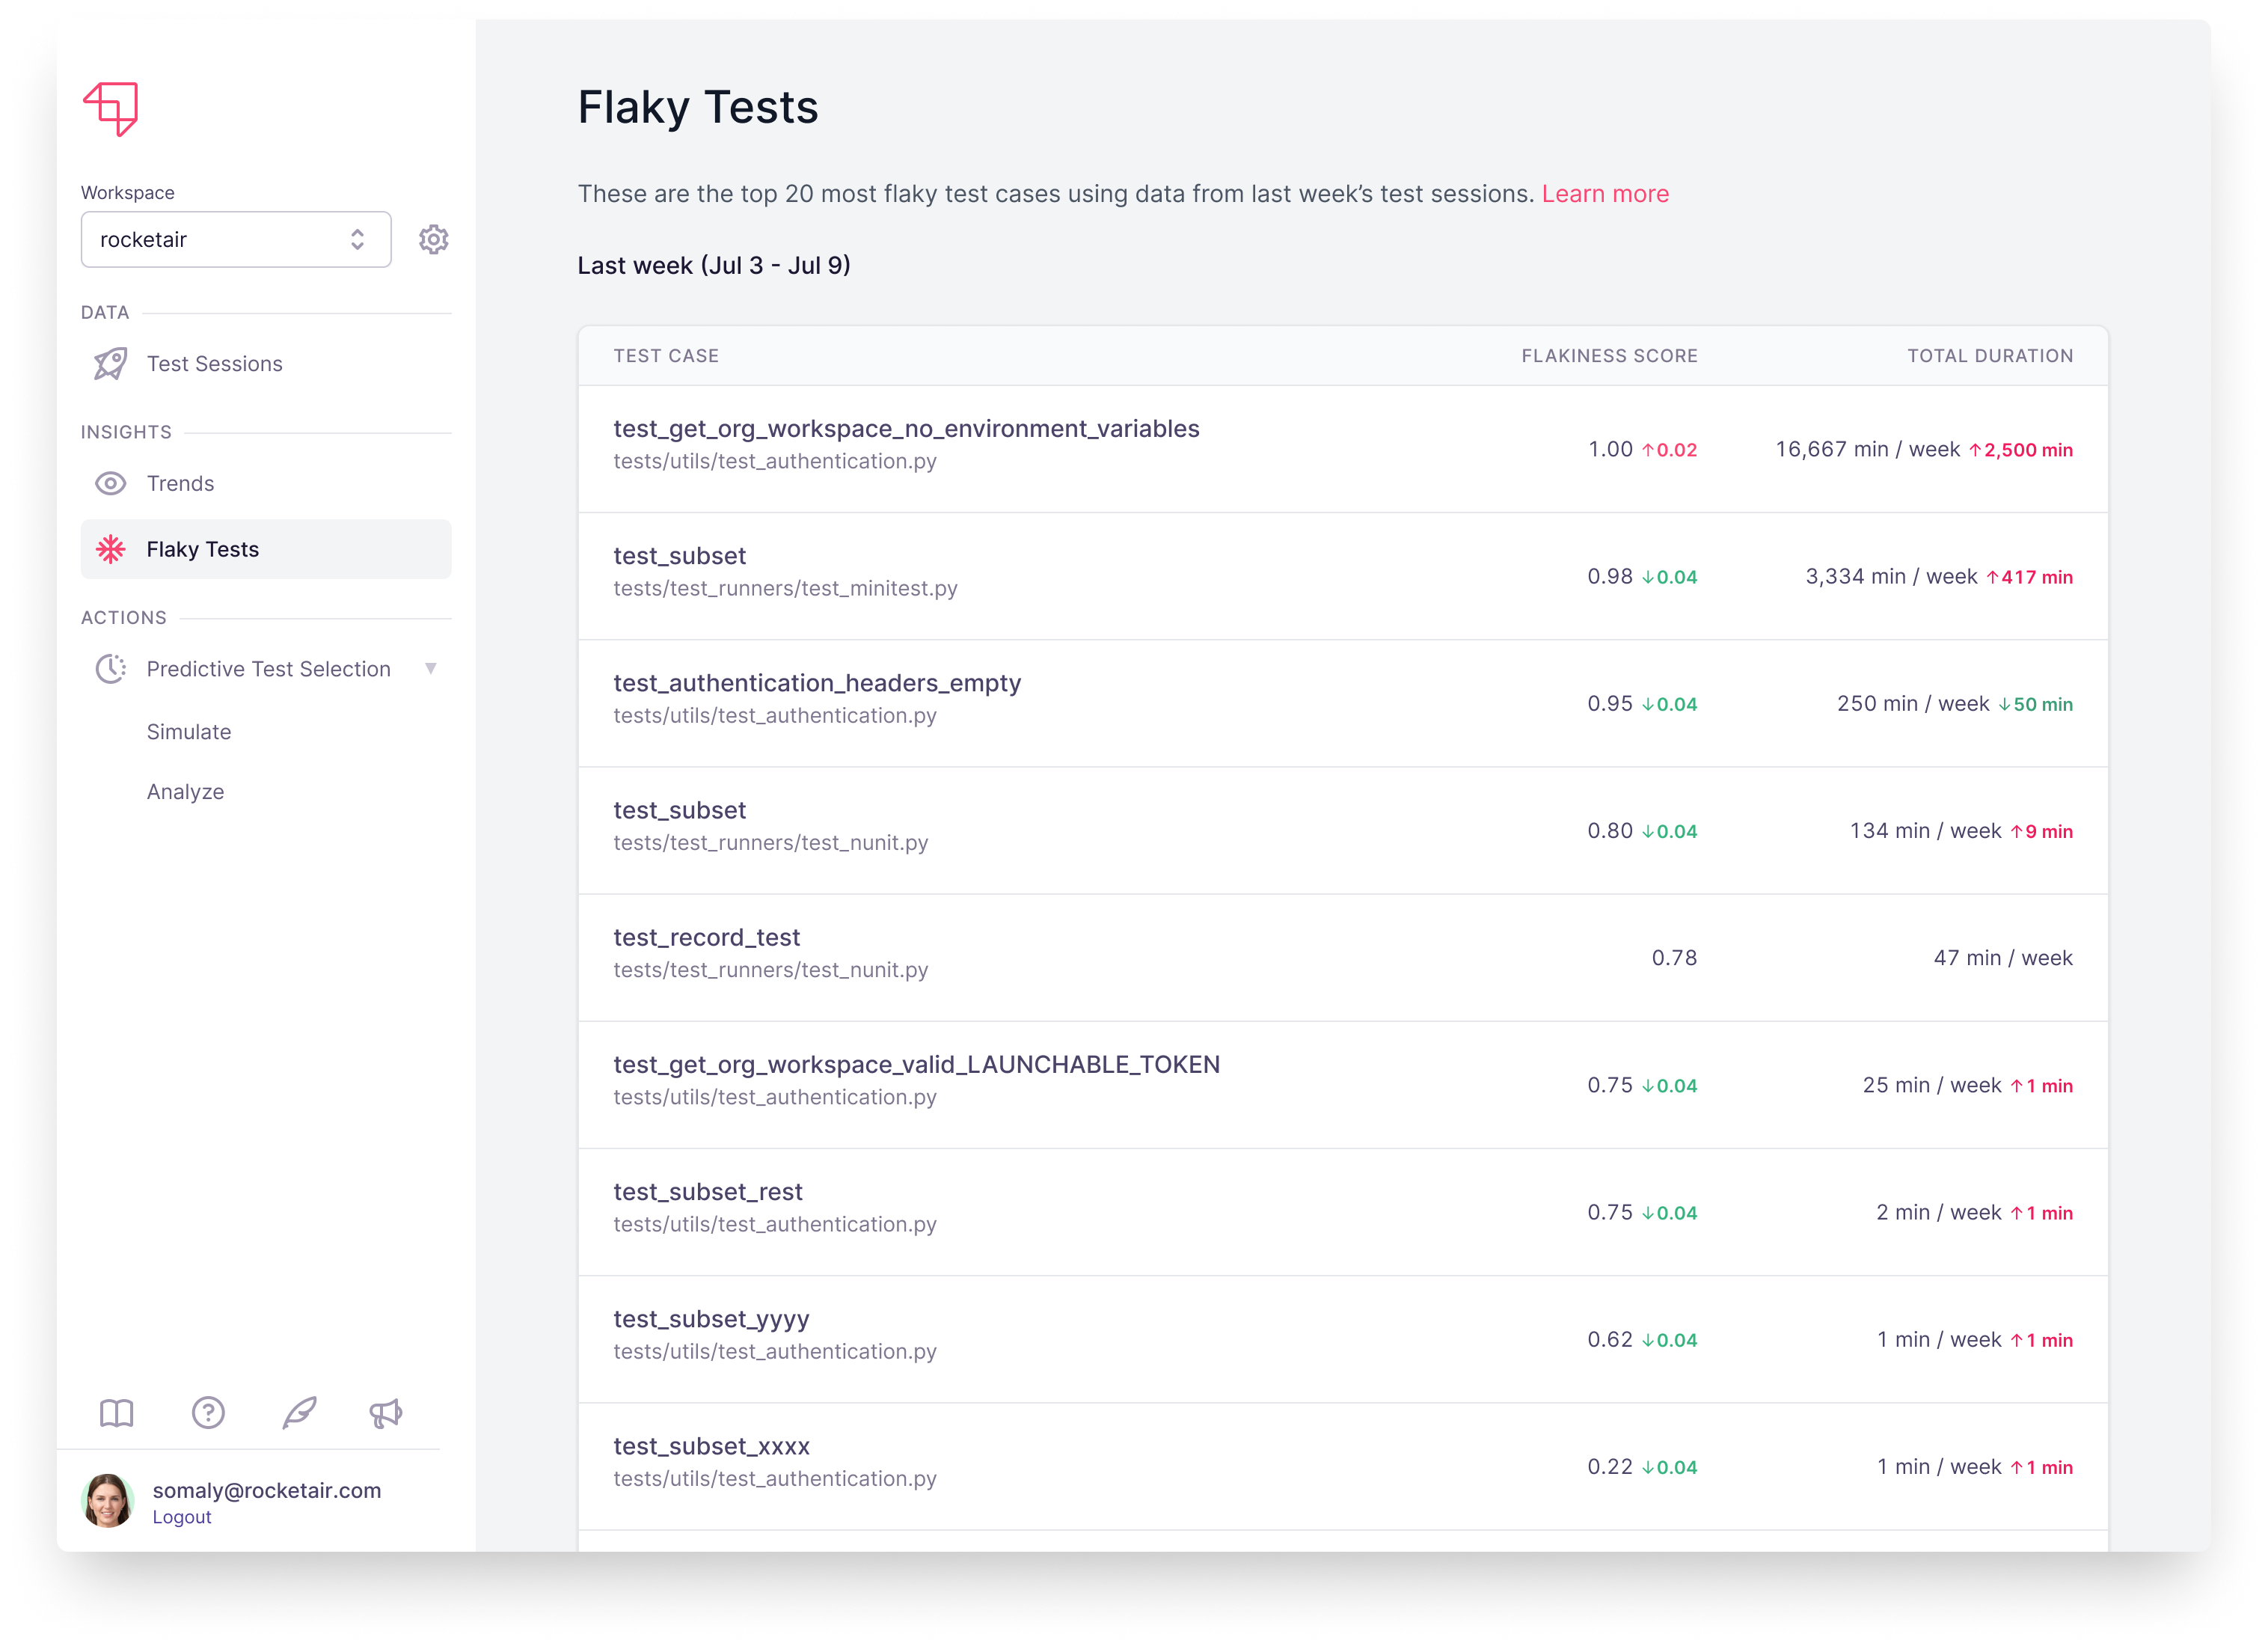 Workspace
rocketair
DATA
Test Sessions
INSIGHTS
Trends
Flaky Tests
ACTIONS
Predictive Test Selection
Simulate
Analyze
somaly@rocketair.com
Logout
Flaky Tests
These are the top 20 most flaky test cases using data from last week’s test sessions. Learn more
Last week (Jul 3 - Jul 9)
TEST CASE FLAKINESS SCORE TOTAL DURATION
test_get_org_workspace_no_environment_variables
tests/utils/test_authentication.py
1.00 ↑0.02 16,667 min / week ↑2,500 min
test_subset
tests/test_runners/test_minitest.py
0.98 ↓0.04 3,334 min / week ↑417 min
test_authentication_headers_empty
tests/utils/test_authentication.py
0.95 ↓0.04 250 min / week ↓50 min
test_subset
tests/test_runners/test_nunit.py
0.80 ↓0.04 134 min / week ↑9 min
test_record_test
tests/test_runners/test_nunit.py
0.78 47 min / week
test_get_org_workspace_valid_LAUNCHABLE_TOKEN
tests/utils/test_authentication.py
0.75 ↓0.04 25 min / week ↑1 min
test_subset_rest
tests/utils/test_authentication.py
0.75 ↓0.04 2 min / week ↑1 min
test_subset_yyyy
tests/utils/test_authentication.py
0.62 ↓0.04 1 min / week ↑1 min
test_subset_xxxx
tests/utils/test_authentication.py
0.22 ↓0.04 1 min / week ↑1 min